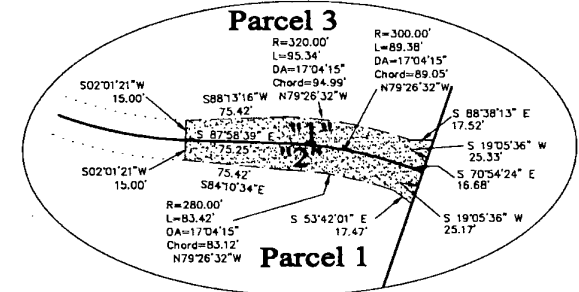 Parcel 3
R=320.00'
L=95.34'
DA=17°04'15"
Chord=94.99'
N79°26'32"W
R=300.00'
L=89.38'
DA=17°04'15"
Chord=89.05'
N79°26'32"W
S02°01'21"W
15.00'
S88°13'16"W
75.42'
S 87°58'39" E
75.25'
"1"
"2"
S 88°38'13" E
17.52'
S 19°05'36" W
25.33'
S 70°54'24" E
16.68'
S02°01'21"W
15.00'
75.42'
S84°10'34"E
R=280.00'
L=83.42'
DA=17°04'15"
Chord=83.12'
N79°26'32"W
S 53°42'01" E
17.47'
S 19°05'36" W
25.17'
Parcel 1